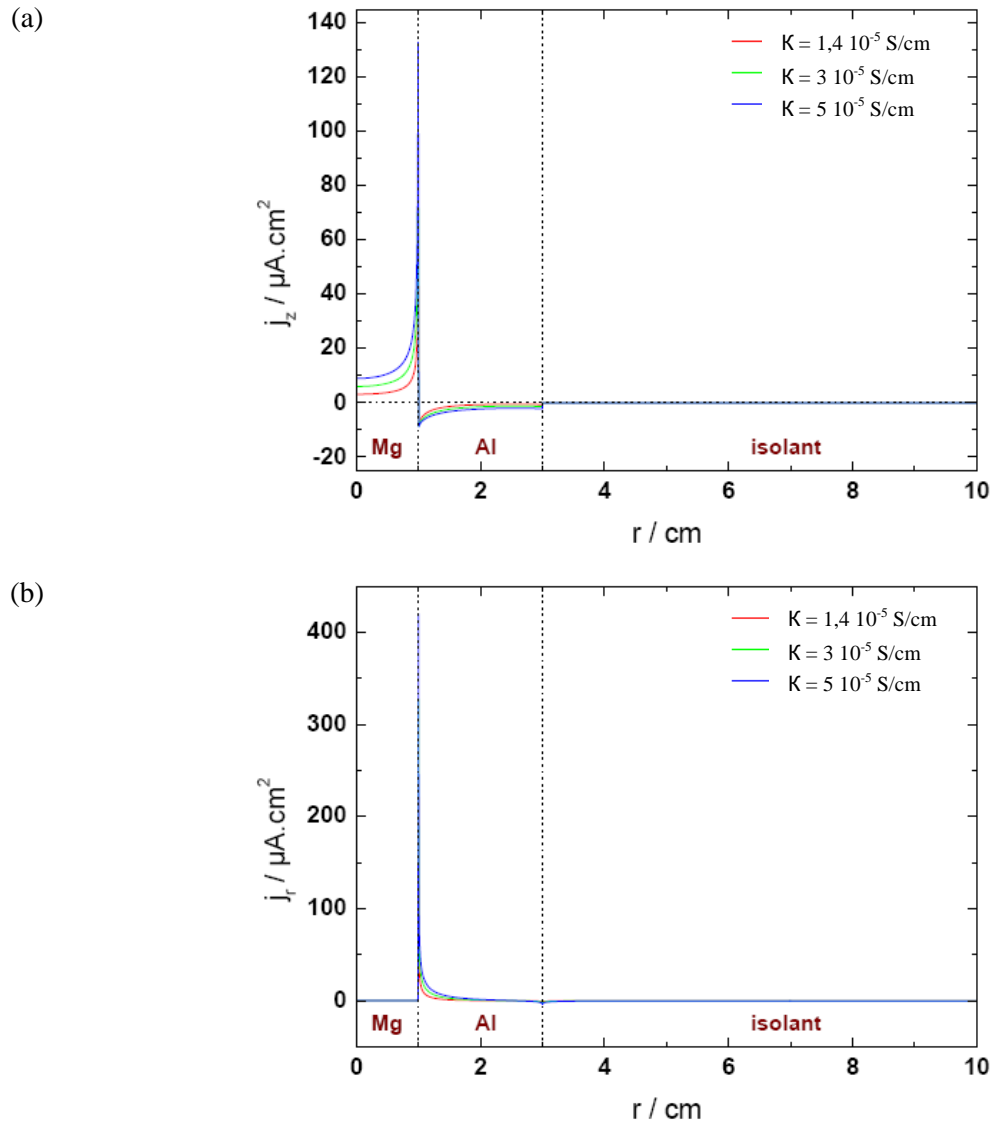 (a)
140
120
100
80
60
40
20
0
-20
j_z / µA.cm²
K = 1,4 10⁻⁵ S/cm
K = 3 10⁻⁵ S/cm
K = 5 10⁻⁵ S/cm
Mg Al isolant
0 2 4 6 8 10
r / cm
(b)
400
300
200
100
0
j_r / µA.cm²
K = 1,4 10⁻⁵ S/cm
K = 3 10⁻⁵ S/cm
K = 5 10⁻⁵ S/cm
Mg Al isolant
0 2 4 6 8 10
r / cm